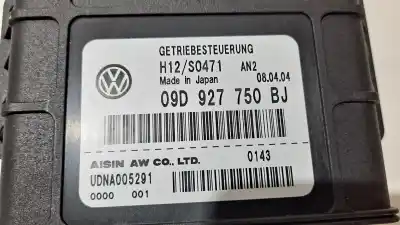 GETRIEBESTEUERUNG
H12/S0471 AN2
Made in Japan 08.04.04
09D 927 750 BJ
AISIN AW CO., LTD. 0143
UDNA005291
0000 001